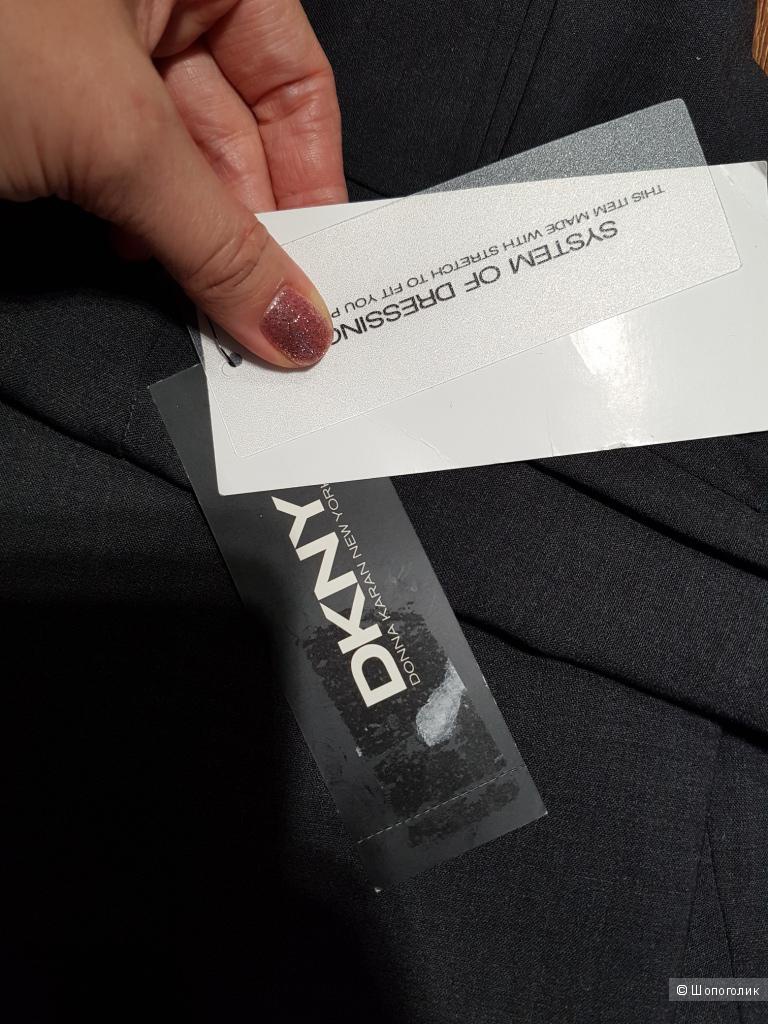 SYSTEM OF DRESSING
THIS ITEM MADE WITH STRETCH TO FIT YOU
DKNY
DONNA KARAN NEW YORK
© Шопоголик